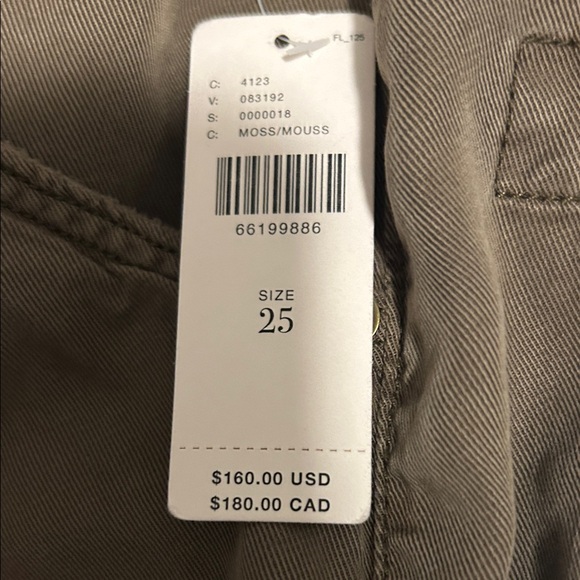 FL_125
C: 4123
V: 083192
S: 0000018
C: MOSS/MOUSS
66199886
SIZE
25
$160.00 USD
$180.00 CAD